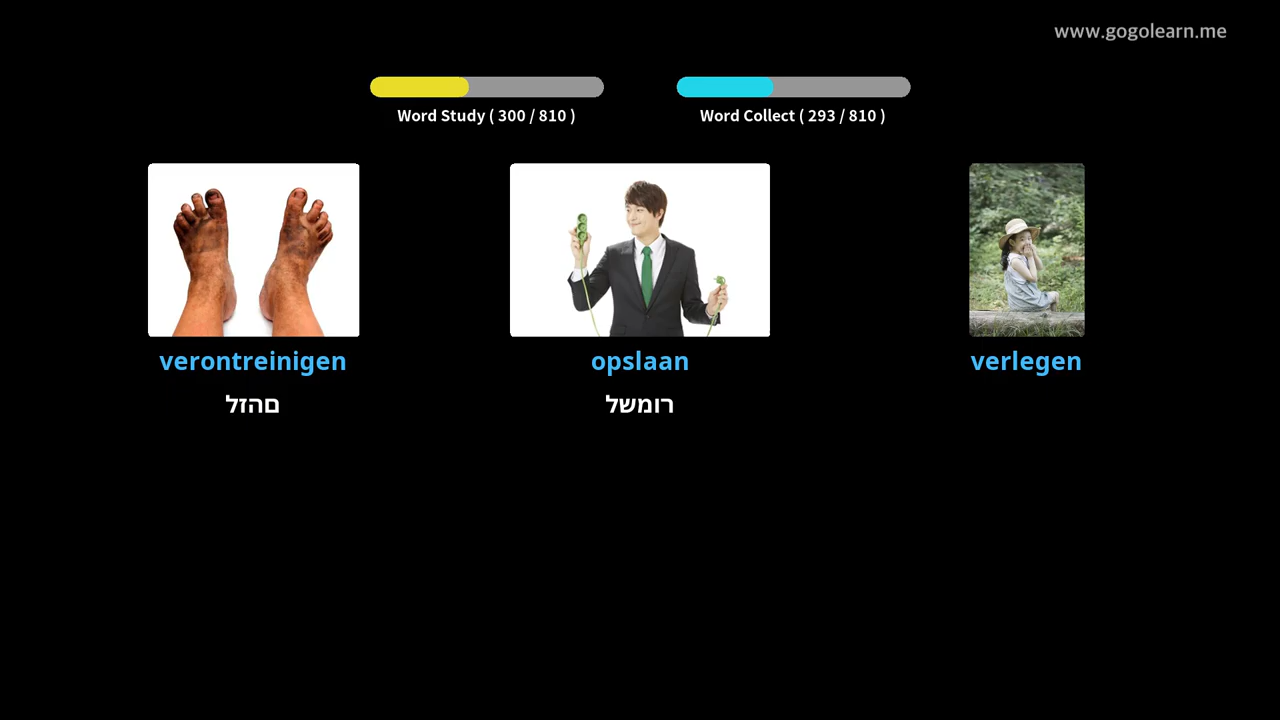 www.gogolearn.me
Word Study ( 300 / 810 )
Word Collect ( 293 / 810 )
verontreinigen
opslaan
verlegen
לזהם
לשמור